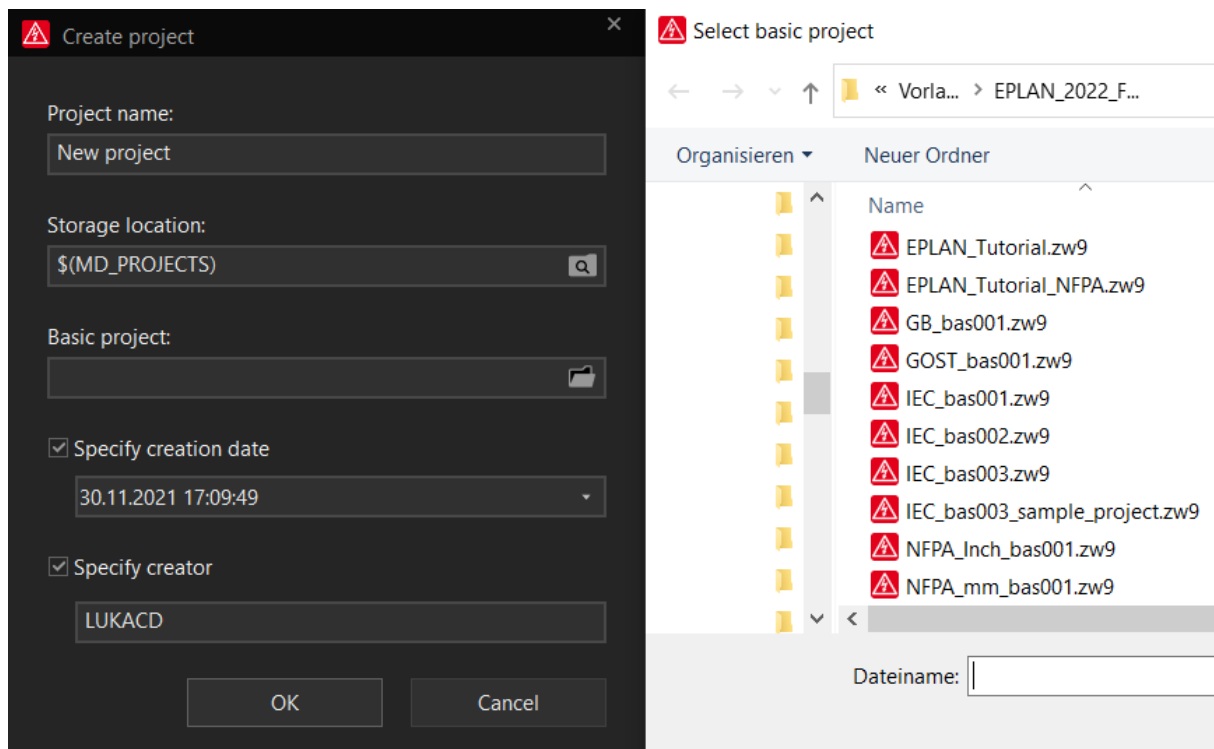 Create project
Project name:
New project
Storage location:
$(MD_PROJECTS)
Basic project:
Specify creation date
30.11.2021 17:09:49
Specify creator
LUKACD
OK
Cancel
Select basic project
« Vorla... > EPLAN_2022_F...
Organisieren
Neuer Ordner
Name
EPLAN_Tutorial.zw9
EPLAN_Tutorial_NFPA.zw9
GB_bas001.zw9
GOST_bas001.zw9
IEC_bas001.zw9
IEC_bas002.zw9
IEC_bas003.zw9
IEC_bas003_sample_project.zw9
NFPA_Inch_bas001.zw9
NFPA_mm_bas001.zw9
Dateiname: